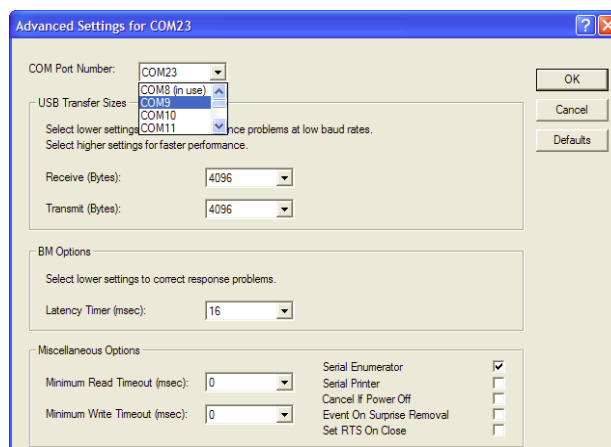 Advanced Settings for COM23
COM Port Number: COM23
COM8 (in use)
COM9
COM10
COM11
OK
Cancel
Defaults
USB Transfer Sizes
Select lower settings nce problems at low baud rates.
Select higher settings for faster performance.
Receive (Bytes): 4096
Transmit (Bytes): 4096
BM Options
Select lower settings to correct response problems.
Latency Timer (msec): 16
Miscellaneous Options
Minimum Read Timeout (msec): 0
Minimum Write Timeout (msec): 0
Serial Enumerator
Serial Printer
Cancel If Power Off
Event On Surprise Removal
Set RTS On Close